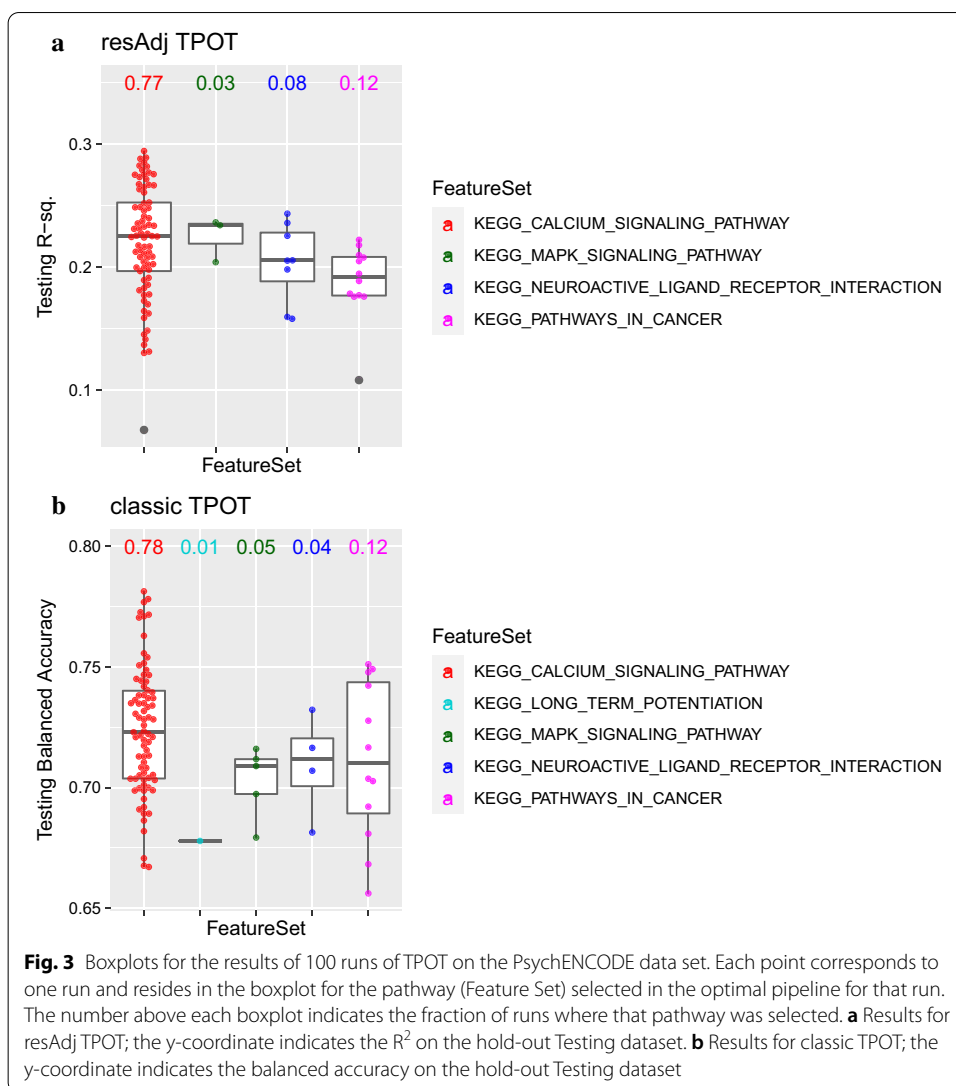 a resAdj TPOT
0.77 0.03 0.08 0.12
0.3
0.2
0.1
Testing R-sq.
FeatureSet
FeatureSet
a KEGG_CALCIUM_SIGNALING_PATHWAY
a KEGG_MAPK_SIGNALING_PATHWAY
a KEGG_NEUROACTIVE_LIGAND_RECEPTOR_INTERACTION
a KEGG_PATHWAYS_IN_CANCER
b classic TPOT
0.78 0.01 0.05 0.04 0.12
0.80
0.75
0.70
0.65
Testing Balanced Accuracy
FeatureSet
FeatureSet
a KEGG_CALCIUM_SIGNALING_PATHWAY
a KEGG_LONG_TERM_POTENTIATION
a KEGG_MAPK_SIGNALING_PATHWAY
a KEGG_NEUROACTIVE_LIGAND_RECEPTOR_INTERACTION
a KEGG_PATHWAYS_IN_CANCER
Fig. 3 Boxplots for the results of 100 runs of TPOT on the PsychENCODE data set. Each point corresponds to
one run and resides in the boxplot for the pathway (Feature Set) selected in the optimal pipeline for that run.
The number above each boxplot indicates the fraction of runs where that pathway was selected. a Results for
resAdj TPOT; the y-coordinate indicates the R² on the hold-out Testing dataset. b Results for classic TPOT; the
y-coordinate indicates the balanced accuracy on the hold-out Testing dataset